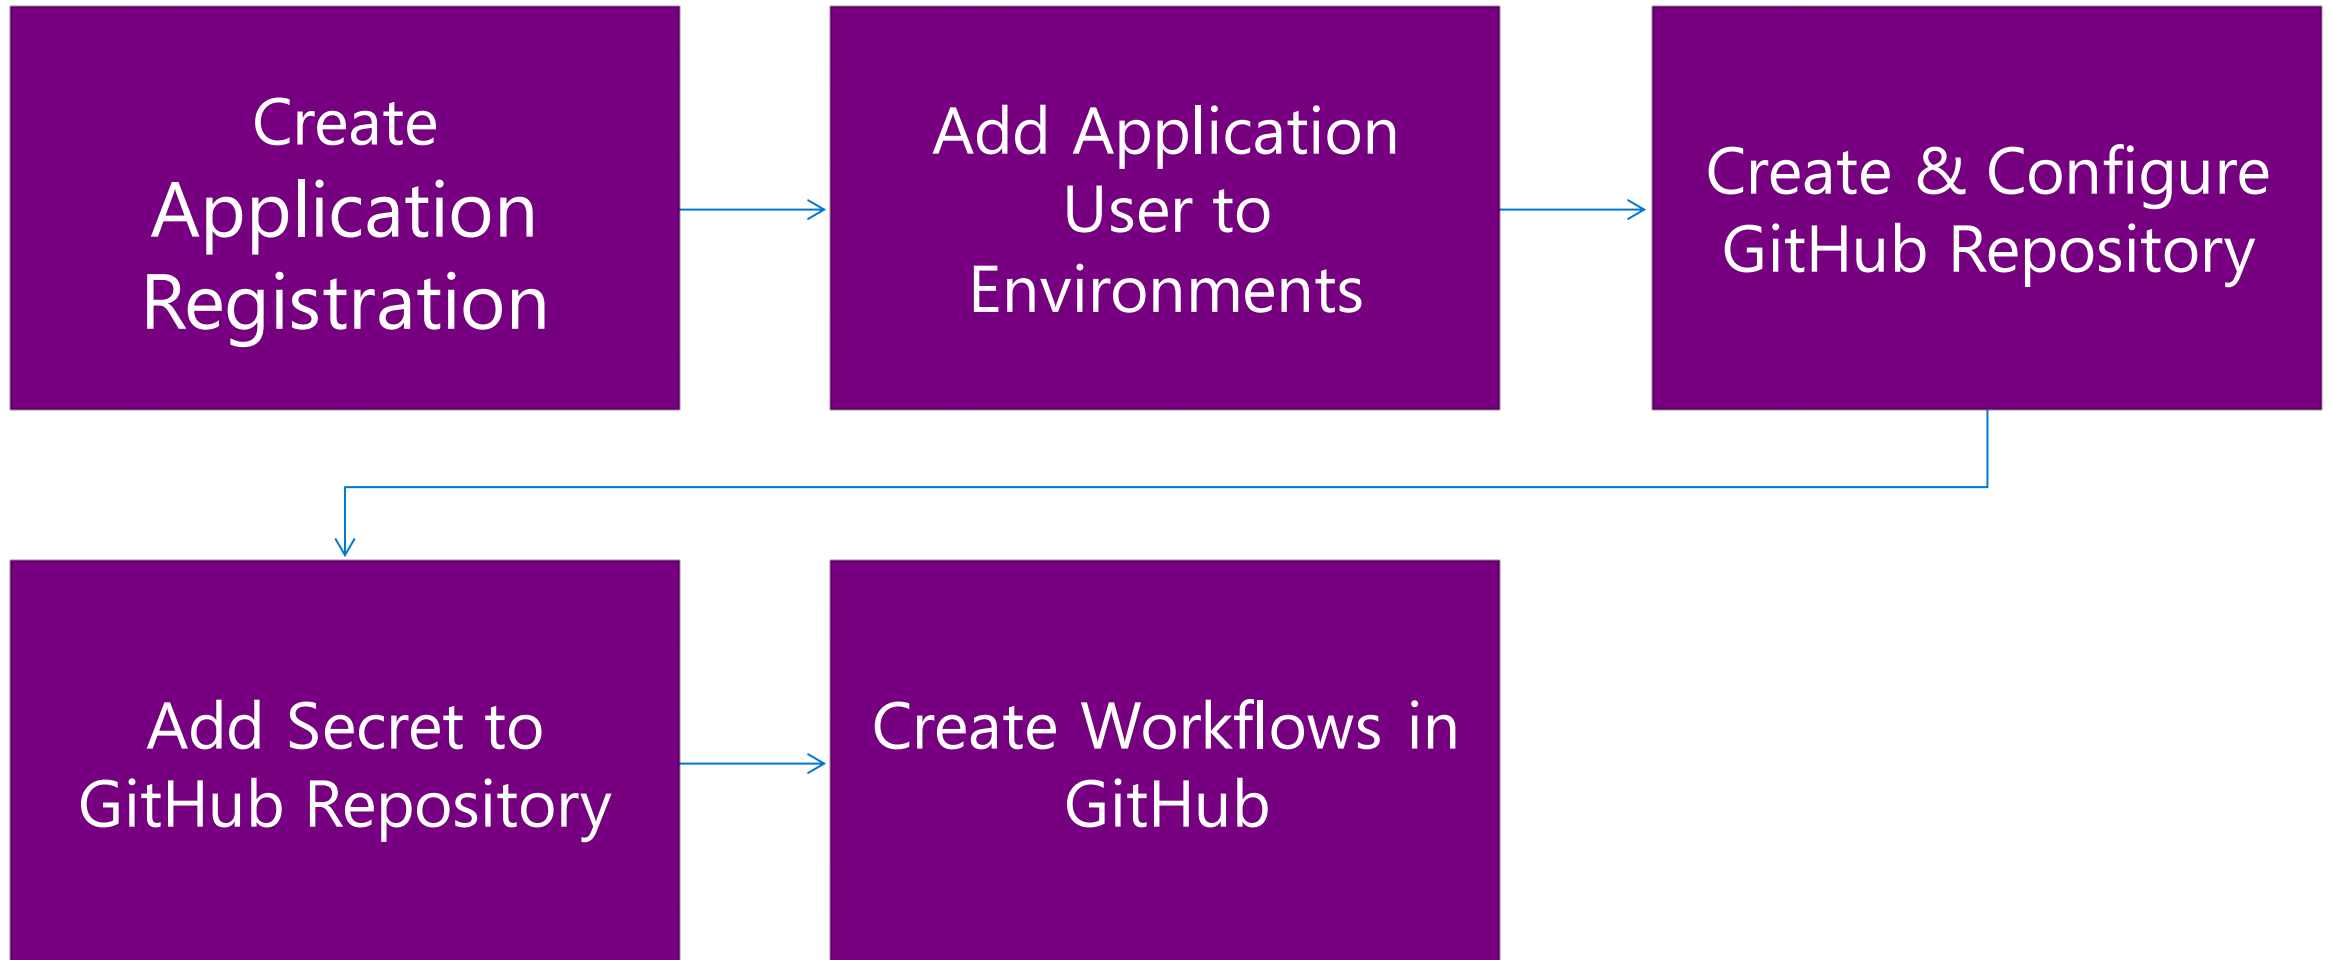 Create
Application
Registration
Add Application
User to
Environments
Create & Configure
GitHub Repository
Add Secret to
GitHub Repository
Create Workflows in
GitHub